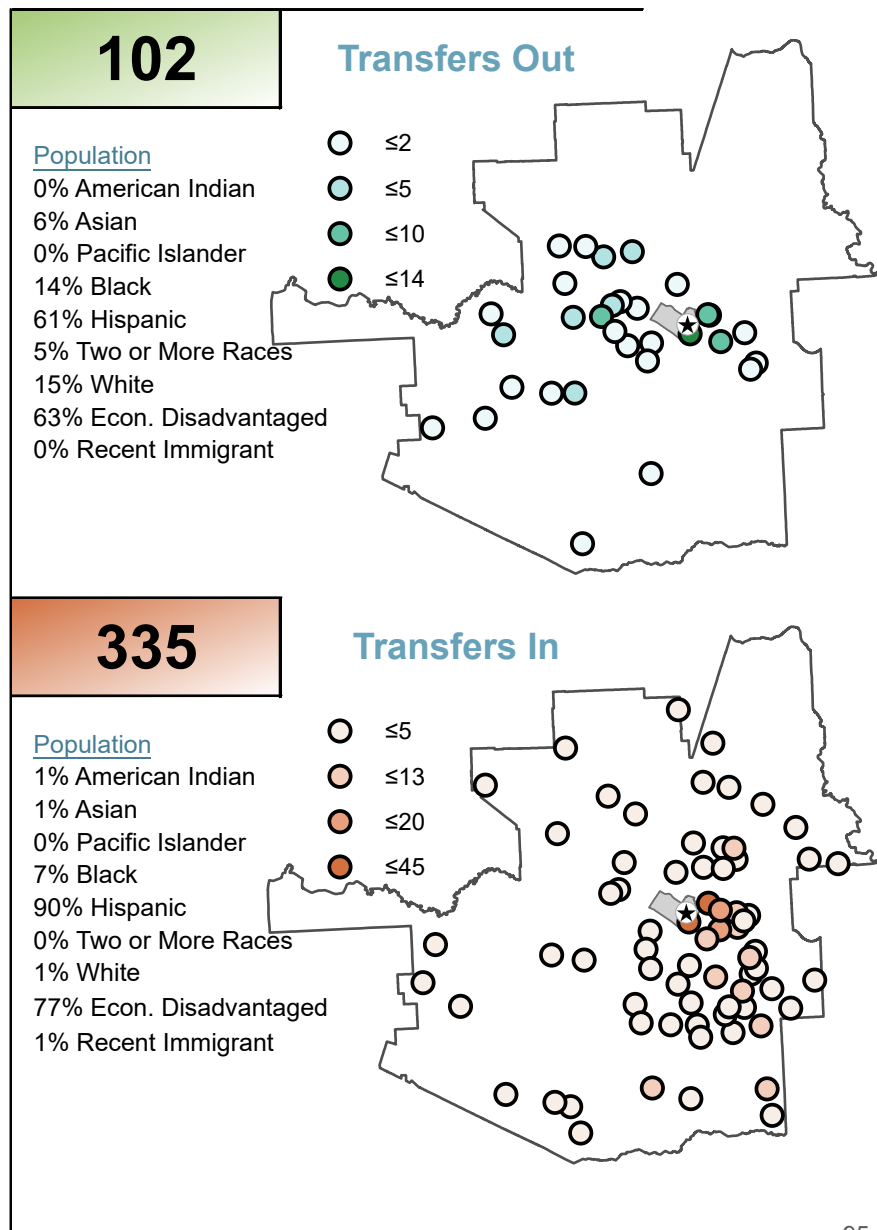 102
Transfers Out
Population
0% American Indian
6% Asian
0% Pacific Islander
14% Black
61% Hispanic
5% Two or More Races
15% White
63% Econ. Disadvantaged
0% Recent Immigrant
≤2
≤5
≤10
≤14
335
Transfers In
Population
1% American Indian
1% Asian
0% Pacific Islander
7% Black
90% Hispanic
0% Two or More Races
1% White
77% Econ. Disadvantaged
1% Recent Immigrant
≤5
≤13
≤20
≤45